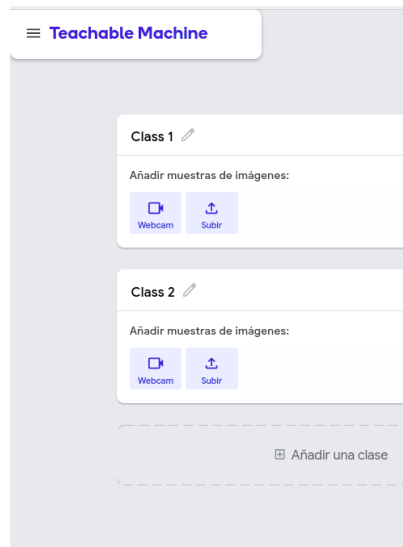 Teachable Machine
Class 1
Añadir muestras de imágenes:
Webcam Subir
Class 2
Añadir muestras de imágenes:
Webcam Subir
Añadir una clase